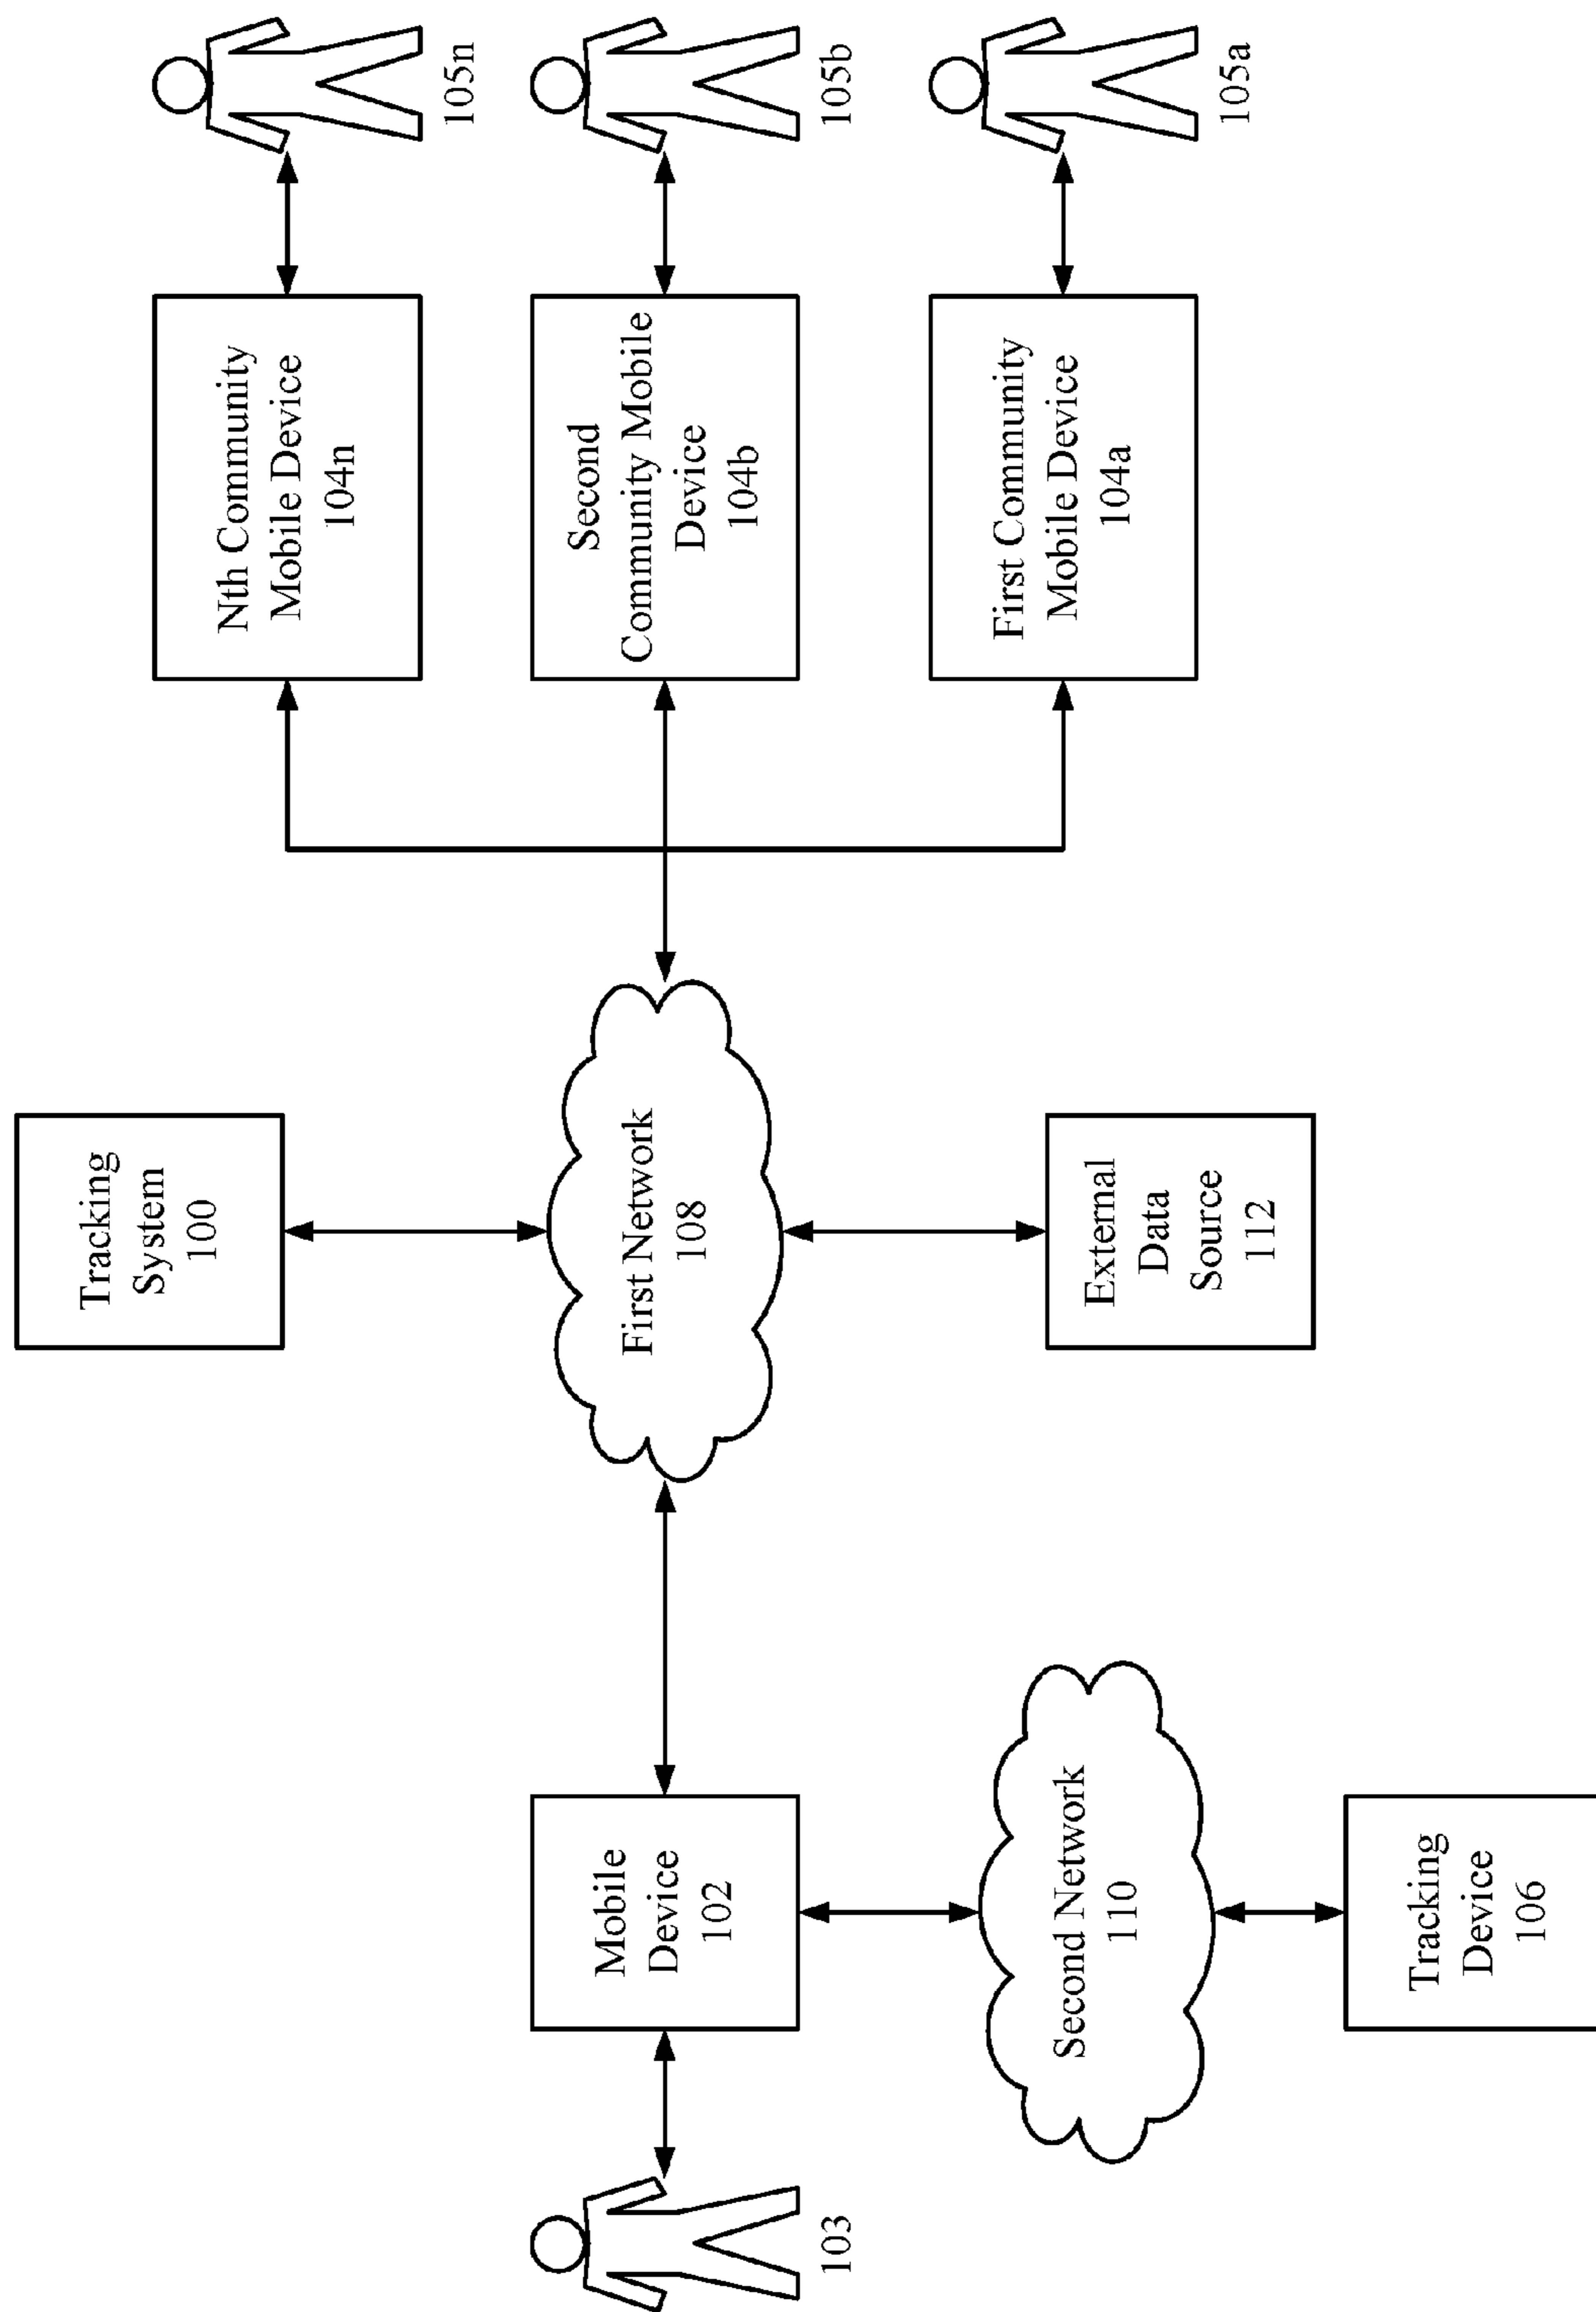 Tracking
System
100
Nth Community
Mobile Device
104n
105n
103
Mobile
Device
102
First Network
108
Second
Community Mobile
Device
104b
105b
Second Network
110
External
Data
Source
112
First Community
Mobile Device
104a
105a
Tracking
Device
106